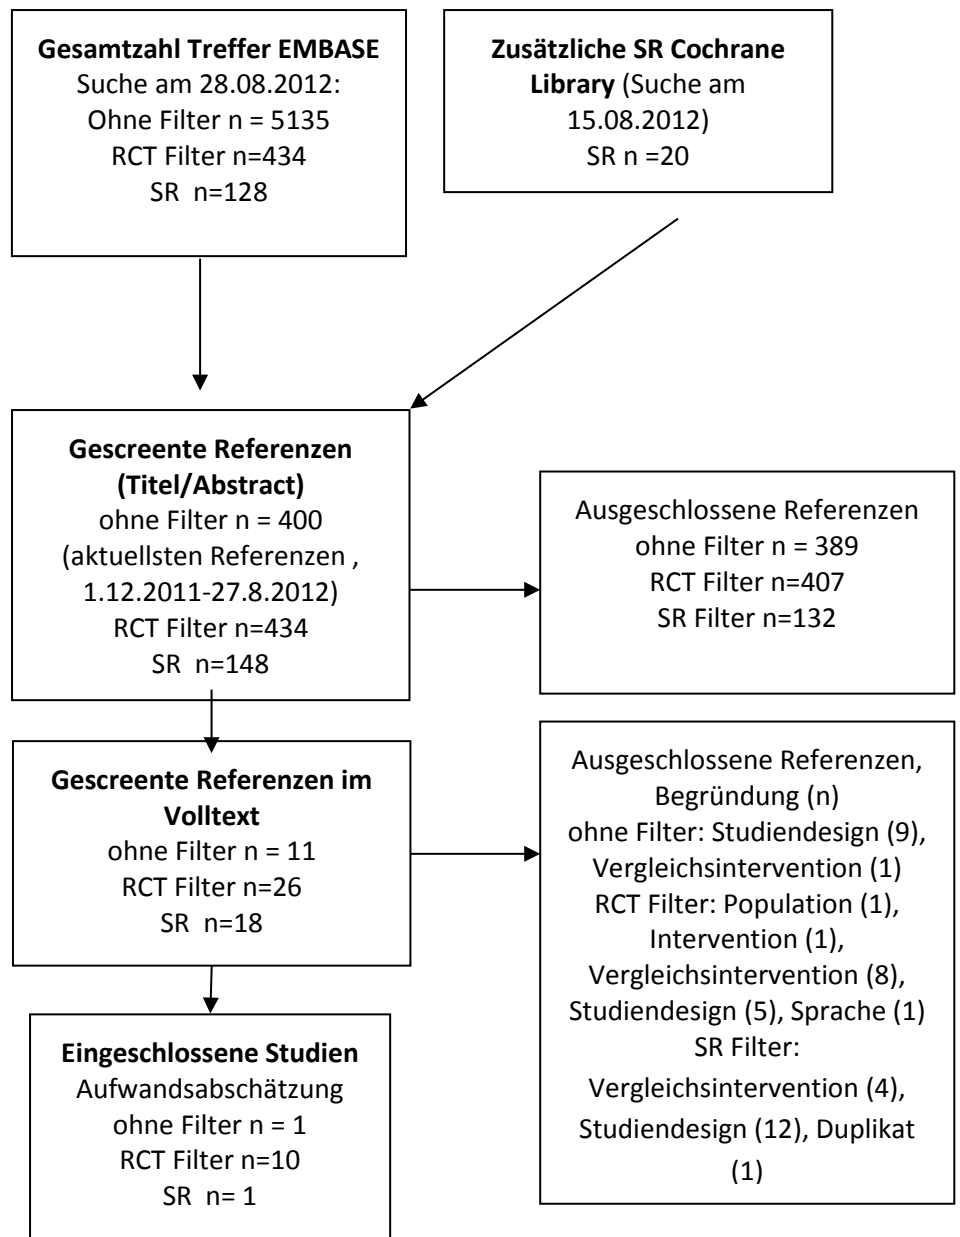 Gesamtzahl Treffer EMBASE
Suche am 28.08.2012:
Ohne Filter n = 5135
RCT Filter n=434
SR n=128
Zusätzliche SR Cochrane
Library (Suche am
15.08.2012)
SR n =20
Gescreente Referenzen
(Titel/Abstract)
ohne Filter n = 400
(aktuellsten Referenzen ,
1.12.2011-27.8.2012)
RCT Filter n=434
SR n=148
Ausgeschlossene Referenzen
ohne Filter n = 389
RCT Filter n=407
SR Filter n=132
Gescreente Referenzen im
Volltext
ohne Filter n = 11
RCT Filter n=26
SR n=18
Ausgeschlossene Referenzen,
Begründung (n)
ohne Filter: Studiendesign (9),
Vergleichsintervention (1)
RCT Filter: Population (1),
Intervention (1),
Vergleichsintervention (8),
Studiendesign (5), Sprache (1)
SR Filter:
Vergleichsintervention (4),
Studiendesign (12), Duplikat
(1)
Eingeschlossene Studien
Aufwandsabschätzung
ohne Filter n = 1
RCT Filter n=10
SR n= 1